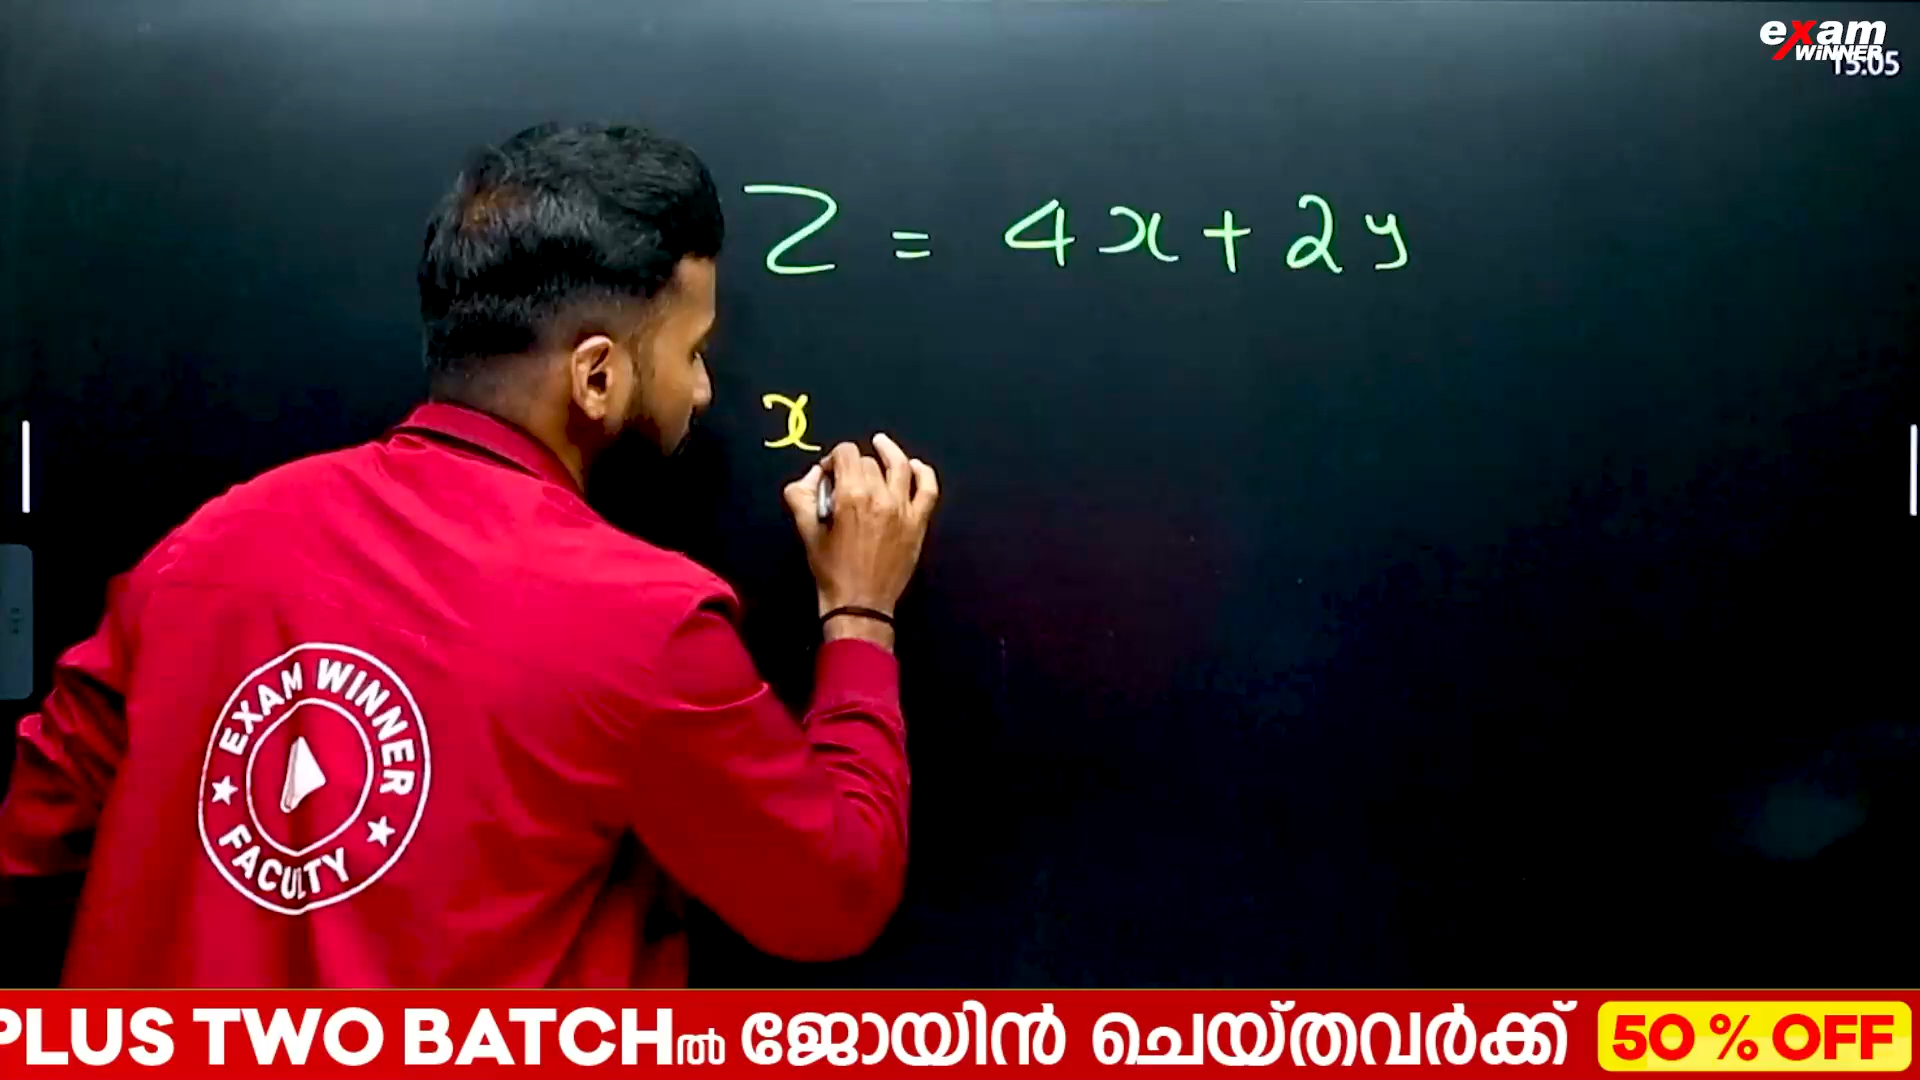 exam
WiNNER
15:05
Z = 4x + 2y
x
EXAM WINNER
FACULTY
PLUS TWO BATCHൽ ജോയിൻ ചെയ്തവർക്ക് 50 % OFF